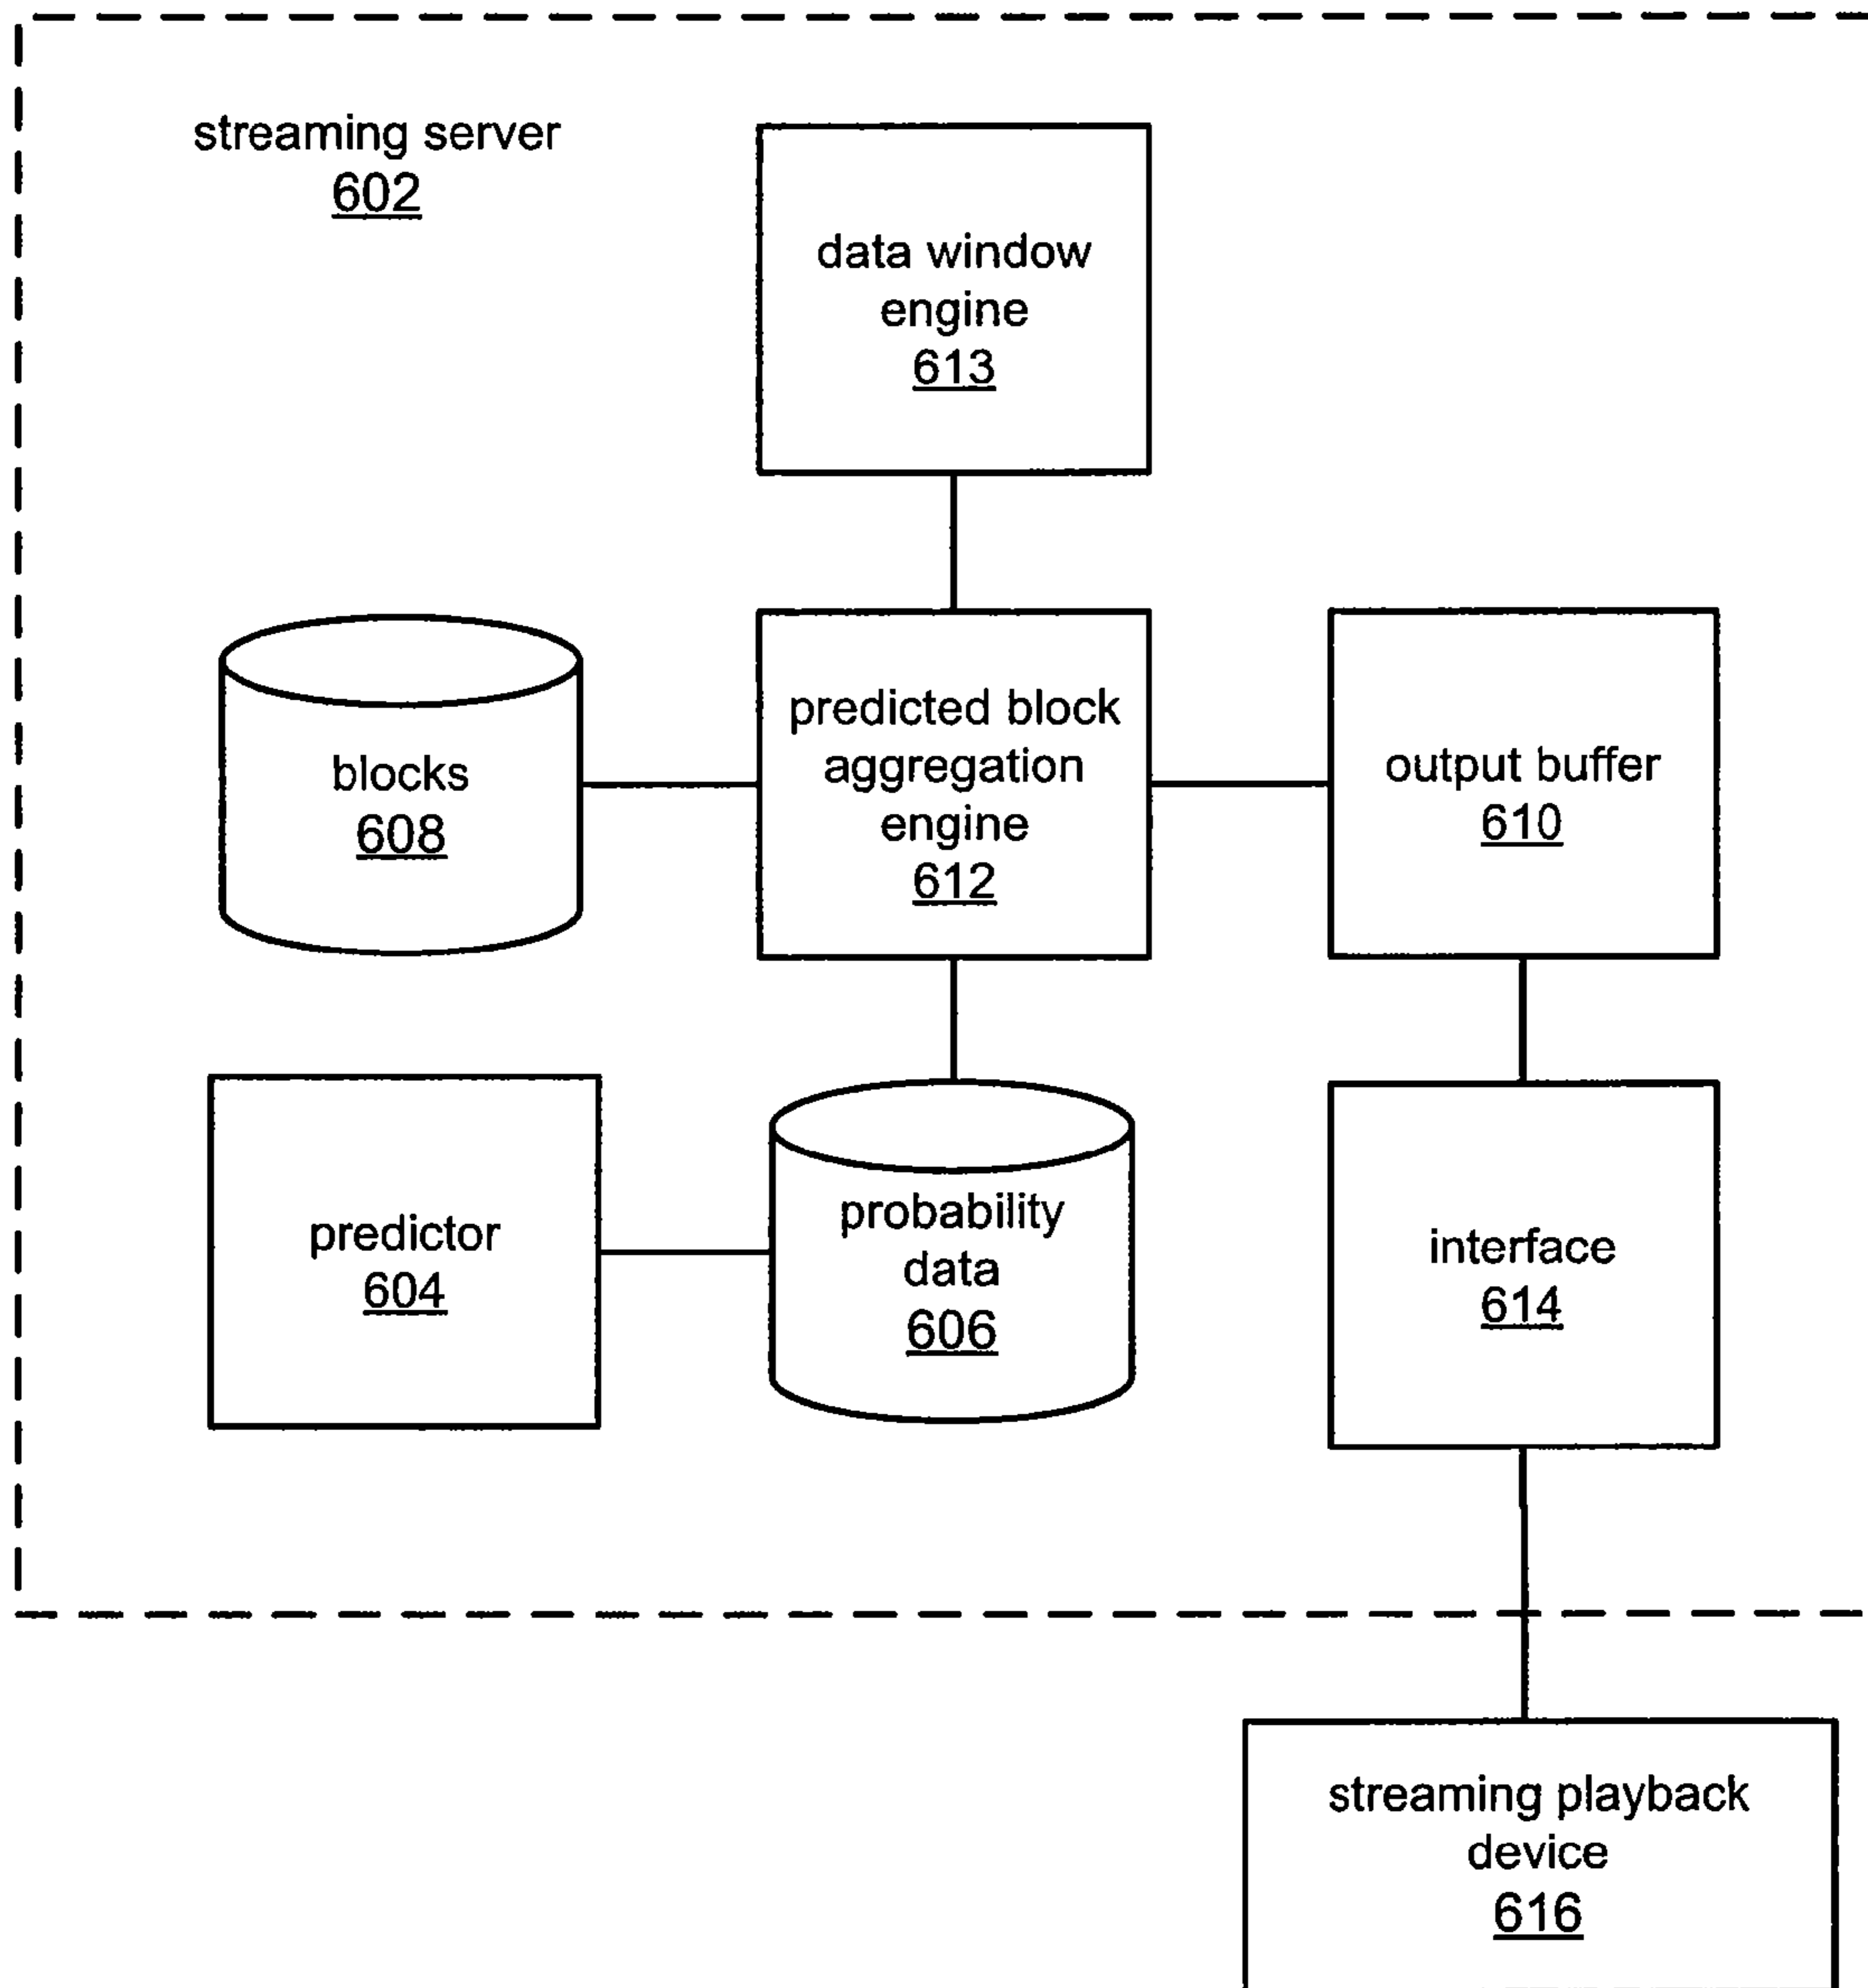 streaming server
602
data window
engine
613
blocks
608
predicted block
aggregation
engine
612
output buffer
610
predictor
604
probability
data
606
interface
614
streaming playback
device
616